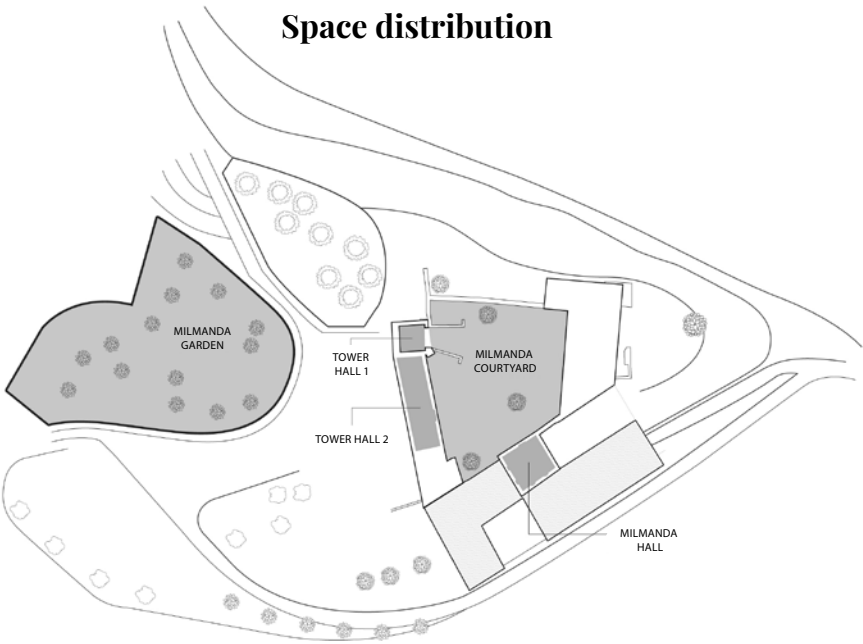 Space distribution
MILMANDA
GARDEN
TOWER
HALL 1
MILMANDA
COURTYARD
TOWER HALL 2
MILMANDA
HALL